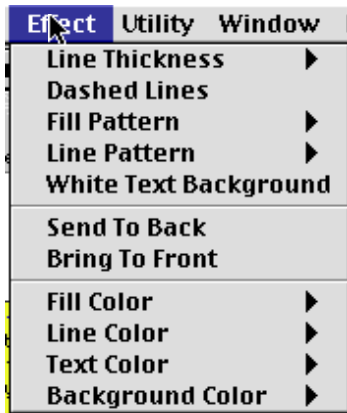 Effect Utility Window
Line Thickness
Dashed Lines
Fill Pattern
Line Pattern
White Text Background
Send To Back
Bring To Front
Fill Color
Line Color
Text Color
Background Color